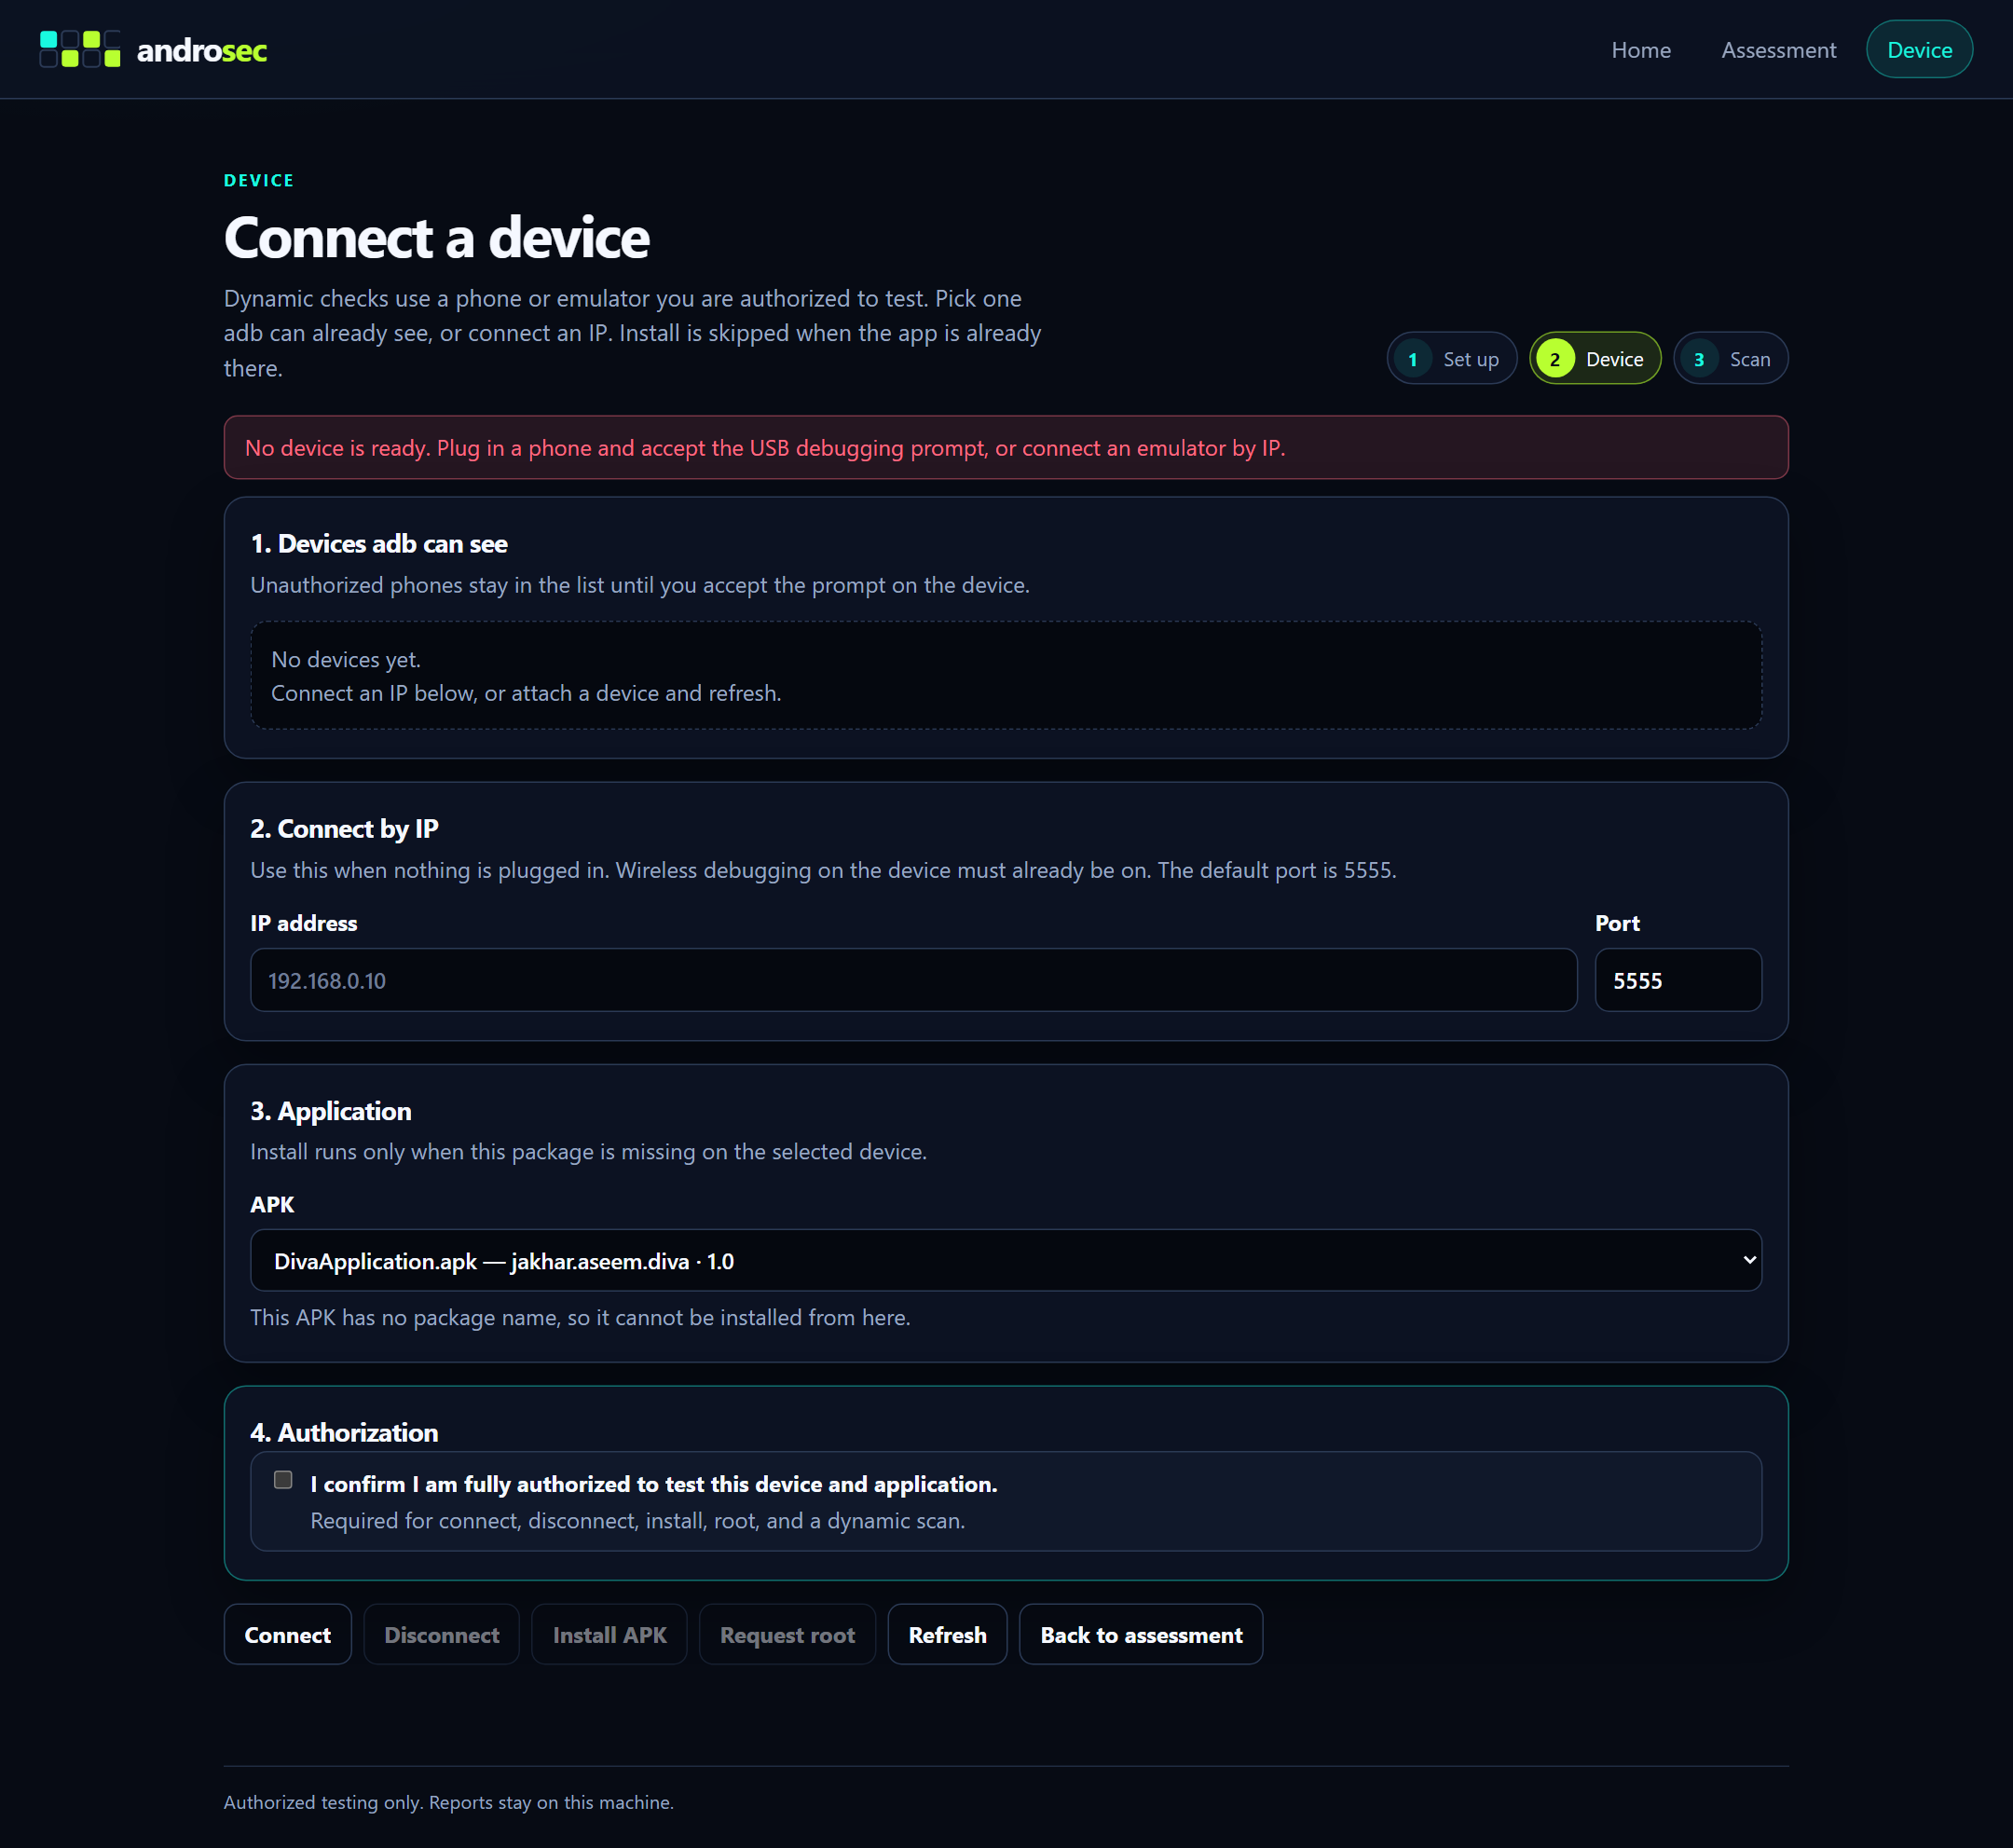 androsec
Home Assessment Device
DEVICE
Connect a device
Dynamic checks use a phone or emulator you are authorized to test. Pick one
adb can already see, or connect an IP. Install is skipped when the app is already
there.
1 Set up 2 Device 3 Scan
No device is ready. Plug in a phone and accept the USB debugging prompt, or connect an emulator by IP.
1. Devices adb can see
Unauthorized phones stay in the list until you accept the prompt on the device.
No devices yet.
Connect an IP below, or attach a device and refresh.
2. Connect by IP
Use this when nothing is plugged in. Wireless debugging on the device must already be on. The default port is 5555.
IP address Port
192.168.0.10 5555
3. Application
Install runs only when this package is missing on the selected device.
APK
DivaApplication.apk — jakhar.aseem.diva · 1.0
This APK has no package name, so it cannot be installed from here.
4. Authorization
I confirm I am fully authorized to test this device and application.
Required for connect, disconnect, install, root, and a dynamic scan.
Connect Disconnect Install APK Request root Refresh Back to assessment
Authorized testing only. Reports stay on this machine.